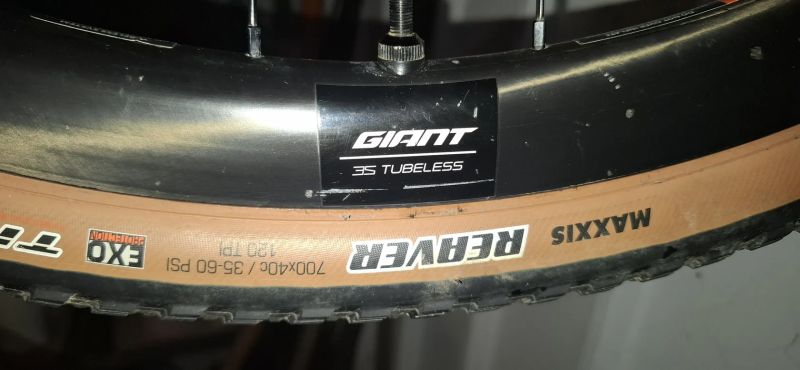 GIANT
35 TUBELESS
MAXXIS
REAVER
700x40c / 35-60 PSI
120 TPI
EXO
PROTECTION